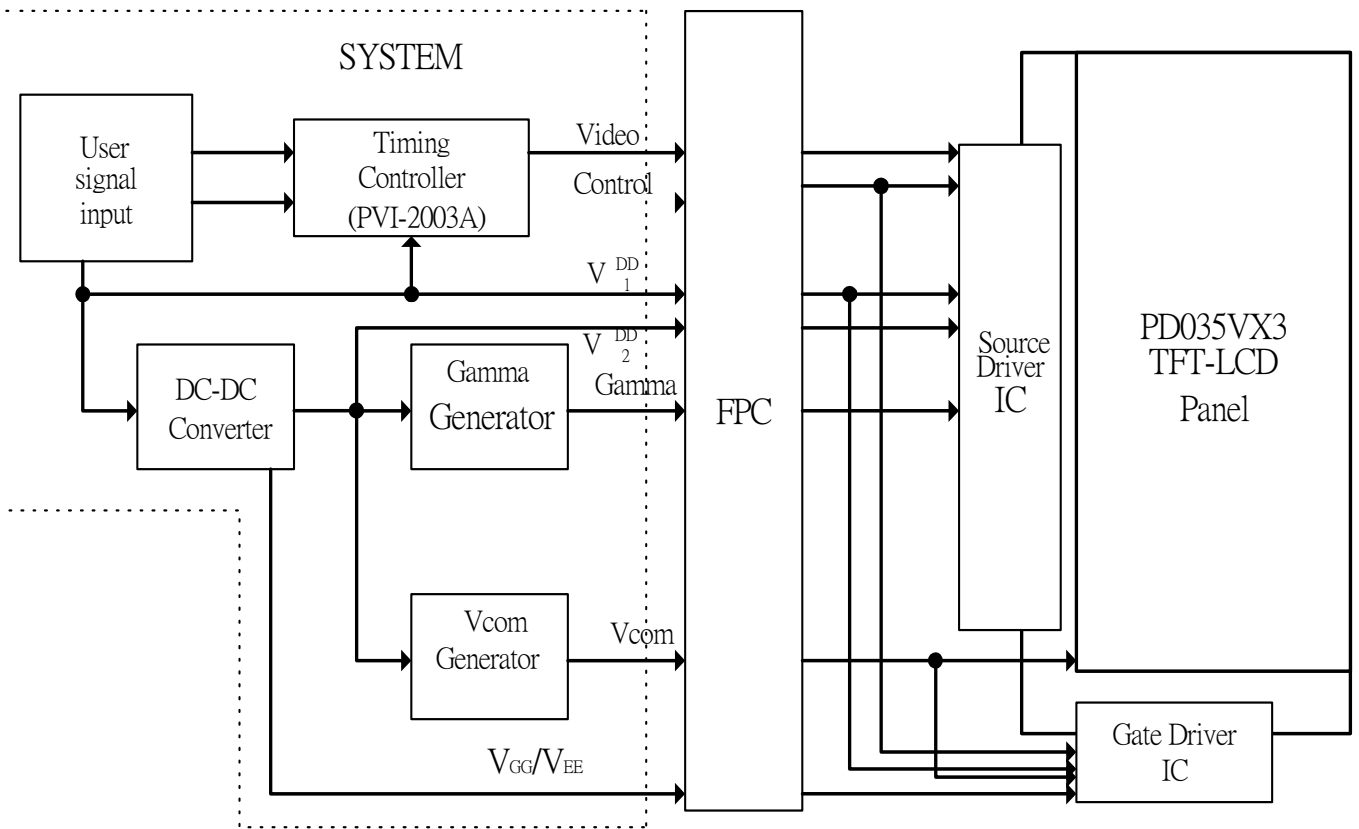 SYSTEM
User
signal
input
Timing
Controller
(PVI-2003A)
Video
Control
V DD 1
V DD 2
DC-DC
Converter
Gamma
Generator
Gamma
FPC
Source
Driver
IC
PD035VX3
TFT-LCD
Panel
Vcom
Generator
Vcom
VGG/VEE
Gate Driver
IC